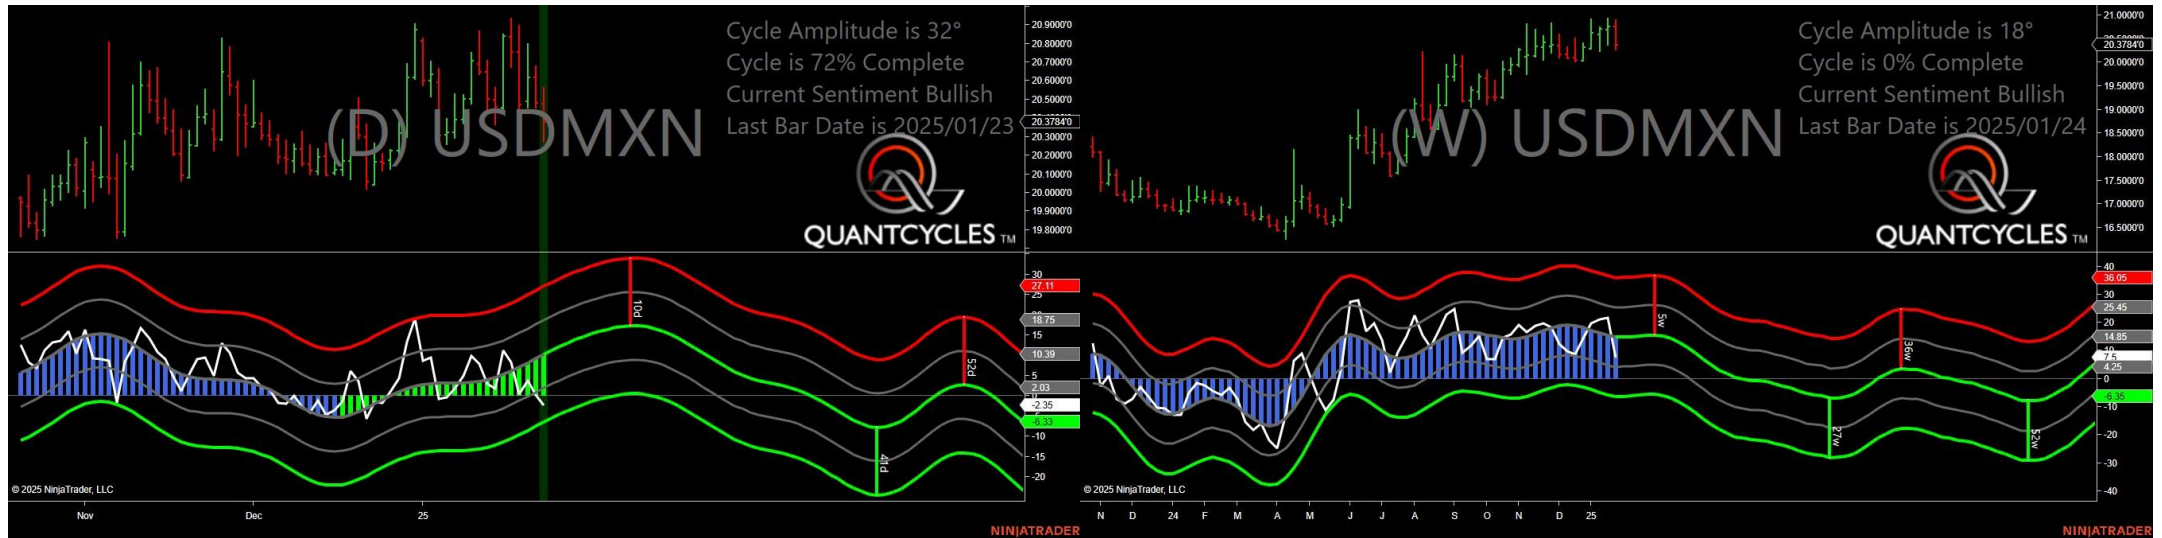 Cycle Amplitude is 32°
Cycle is 72% Complete
Current Sentiment Bullish
Last Bar Date is 2025/01/23
(D) USDMXN
QUANTCYCLES TM
20.9000'0
20.8000'0
20.7000'0
20.6000'0
20.5000'0
20.3784'0
20.3000'0
20.2000'0
20.1000'0
20.0000'0
19.9000'0
19.8000'0
30
27.11
25
18.75
15
10.39
5
2.03
0
-2.35
-6.33
-10
-15
-20
10d
41d
52d
© 2025 NinjaTrader, LLC
Nov
Dec
25
NINJATRADER
Cycle Amplitude is 18°
Cycle is 0% Complete
Current Sentiment Bullish
Last Bar Date is 2025/01/24
(W) USDMXN
QUANTCYCLES TM
21.0000'0
20.3784'0
20.0000'0
19.5000'0
19.0000'0
18.5000'0
18.0000'0
17.5000'0
17.0000'0
16.5000'0
40
36.05
30
25.45
20
14.85
10
7.5
4.25
0
-6.35
-10
-20
-30
-40
5w
27w
36w
52w
© 2025 NinjaTrader, LLC
N D 24 F M A M J J A S O N D 25
NINJATRADER